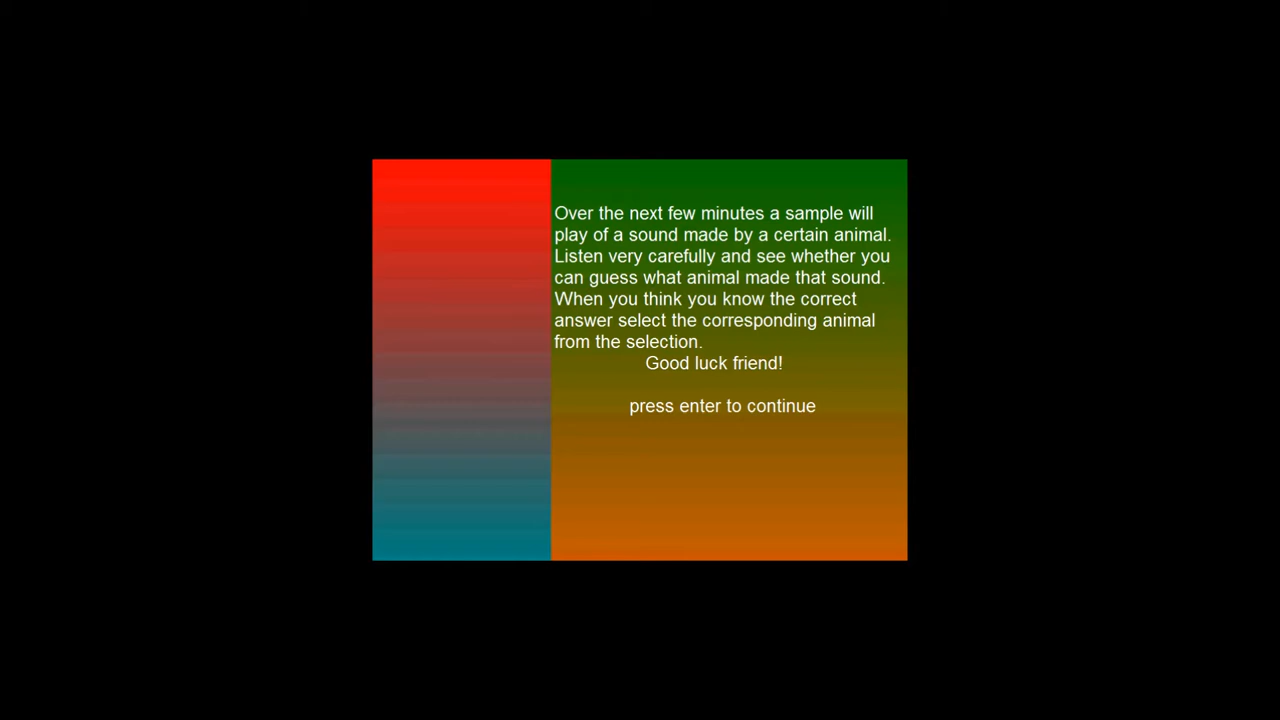 Over the next few minutes a sample will
play of a sound made by a certain animal.
Listen very carefully and see whether you
can guess what animal made that sound.
When you think you know the correct
answer select the corresponding animal
from the selection.
Good luck friend!
press enter to continue